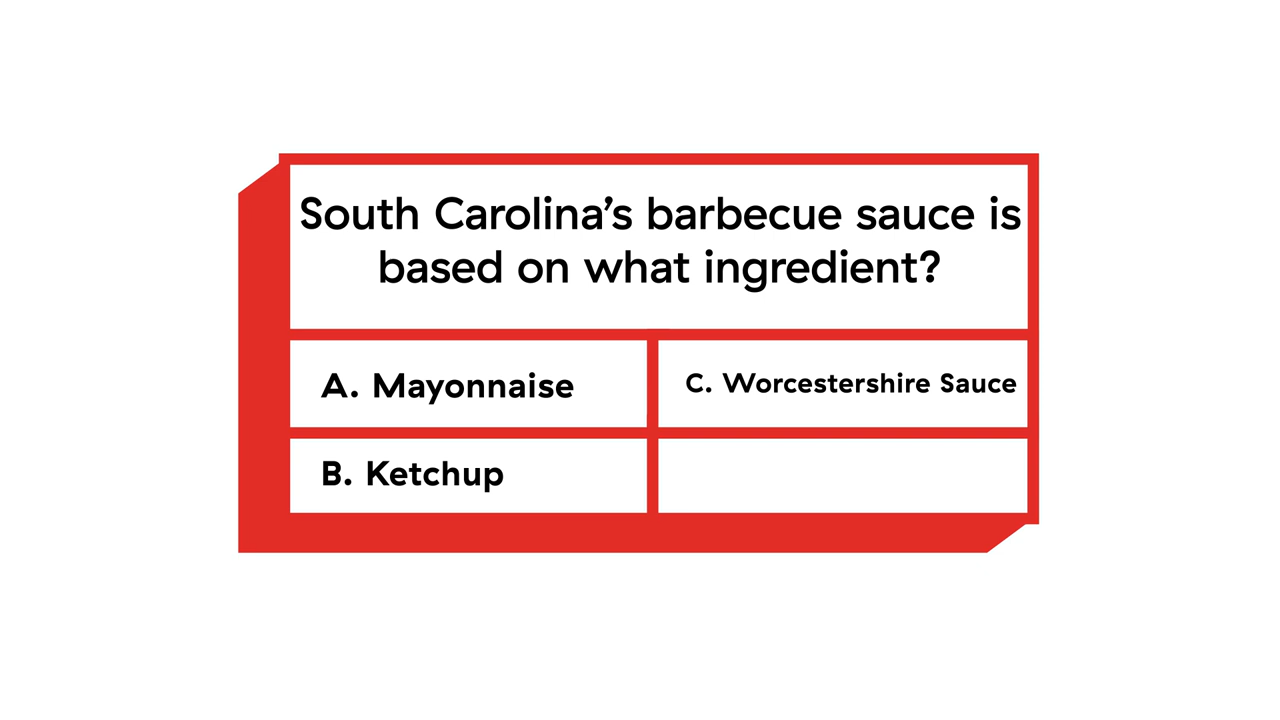 South Carolina’s barbecue sauce is
based on what ingredient?
A. Mayonnaise
B. Ketchup
C. Worcestershire Sauce